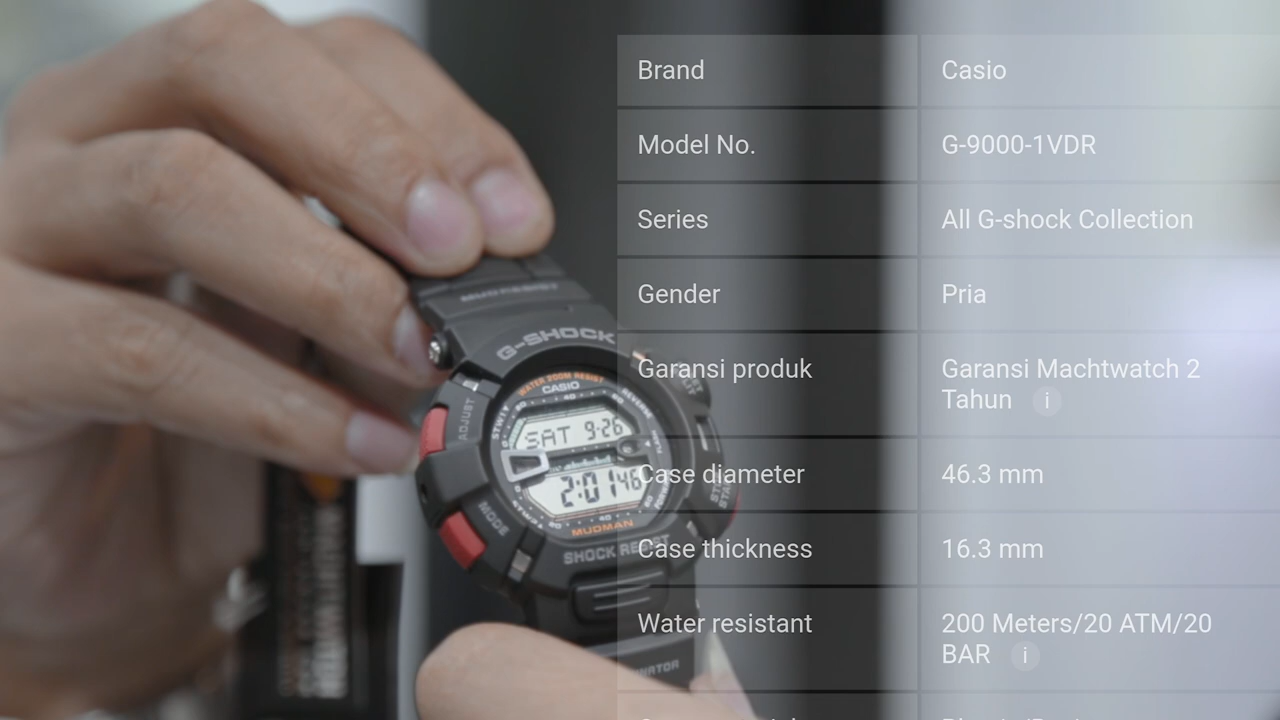 Brand
Casio
Model No.
G-9000-1VDR
Series
All G-shock Collection
Gender
Pria
Garansi produk
Garansi Machtwatch 2
Tahun i
Case diameter
46.3 mm
Case thickness
16.3 mm
Water resistant
200 Meters/20 ATM/20
BAR i
MUD RESIST
G-SHOCK
WATER 200M RESIST
CASIO
ADJUST
SAT 9-26
2:01 46
MUDMAN
SHOCK RESIST